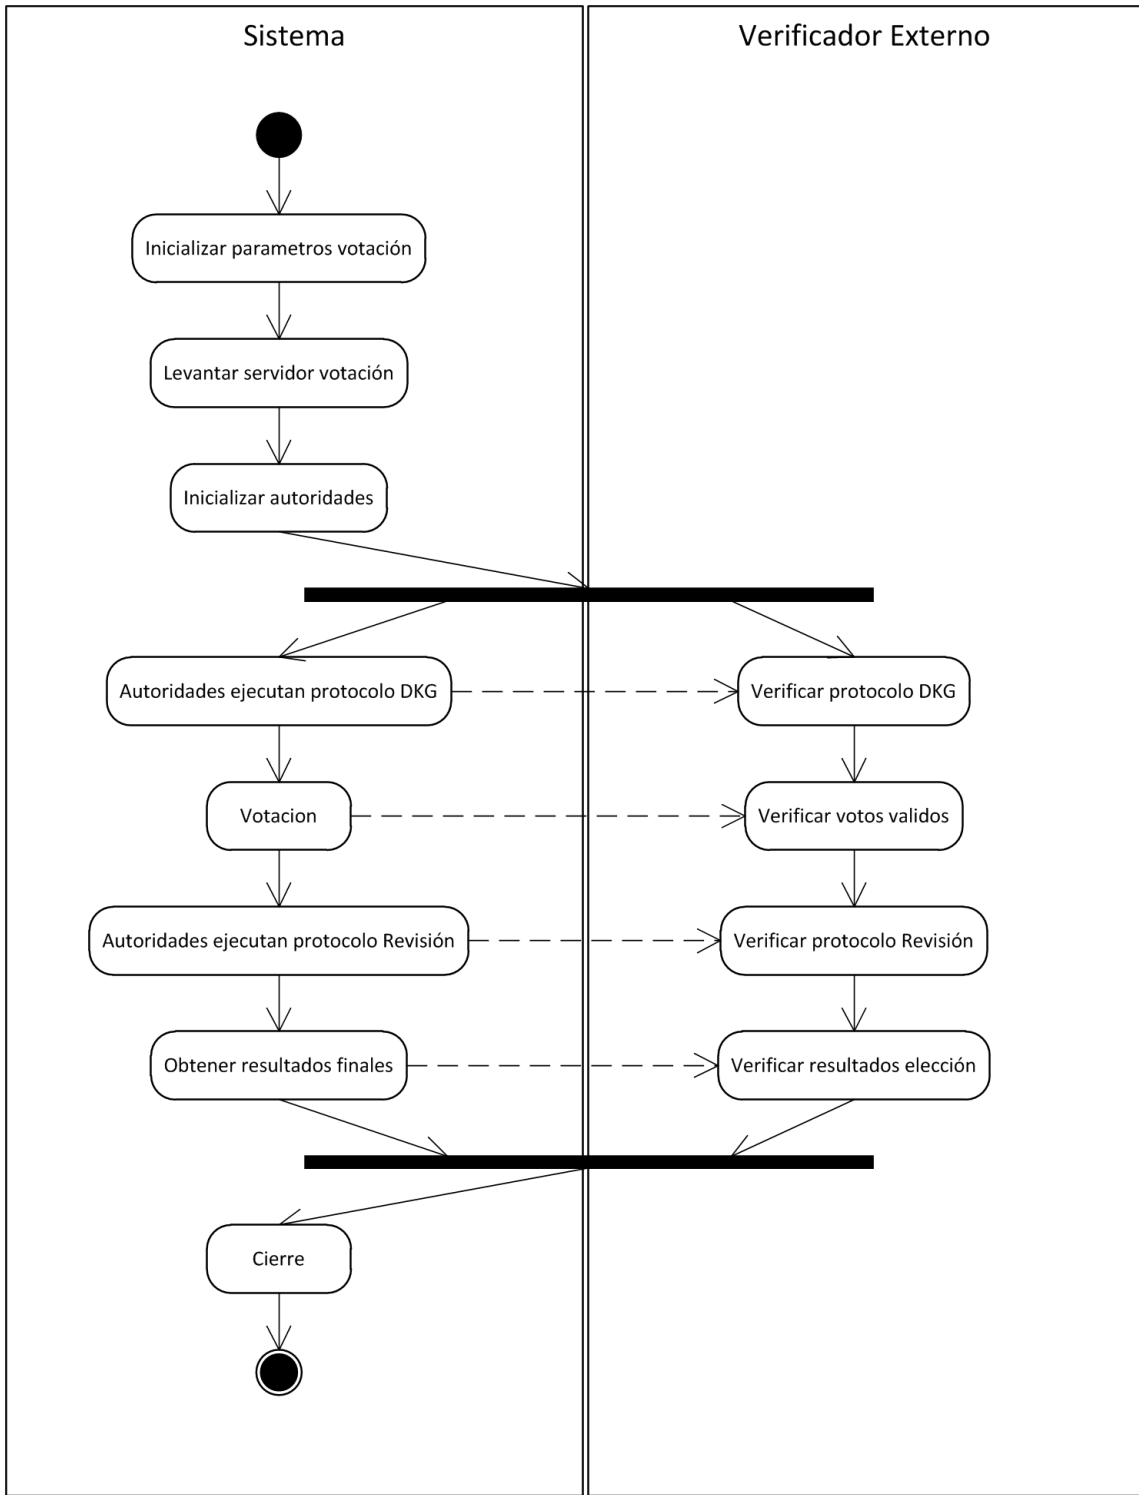 Sistema
Verificador Externo
Inicializar parametros votación
Levantar servidor votación
Inicializar autoridades
Autoridades ejecutan protocolo DKG
Verificar protocolo DKG
Votacion
Verificar votos validos
Autoridades ejecutan protocolo Revisión
Verificar protocolo Revisión
Obtener resultados finales
Verificar resultados elección
Cierre